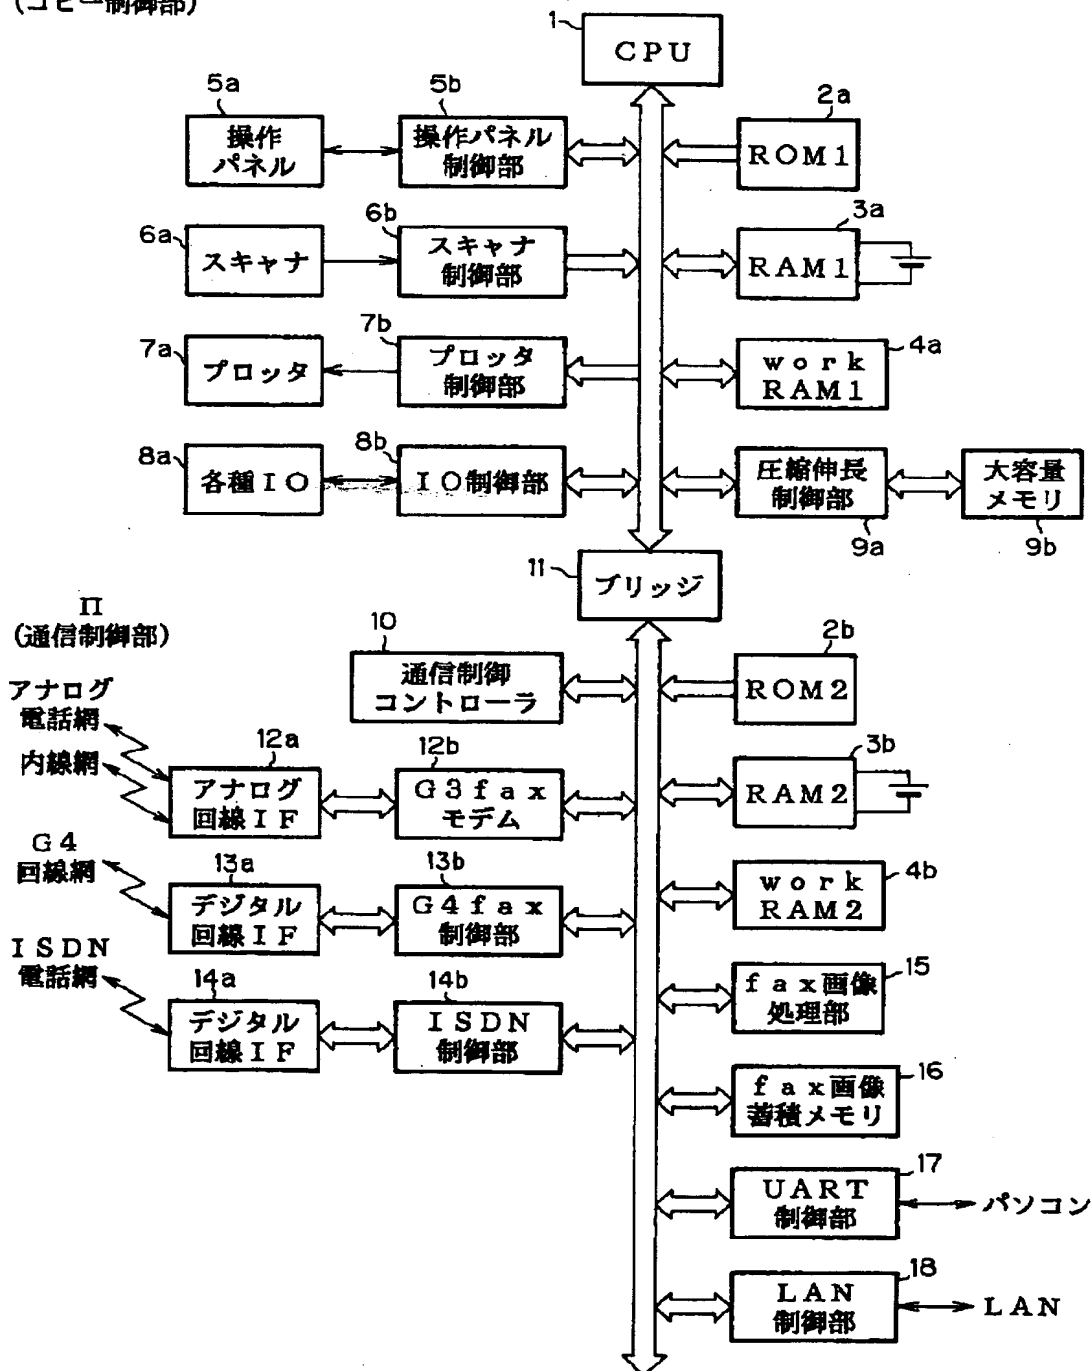 (コピー制御部)
1
CPU
5a
操作
パネル
5b
操作パネル
制御部
2a
ROM1
6a
スキャナ
6b
スキャナ
制御部
3a
RAM1
7a
プロッタ
7b
プロッタ
制御部
4a
work
RAM1
8a
各種IO
8b
IO制御部
圧縮伸長
制御部
9a
大容量
メモリ
9b
11
ブリッジ
II
(通信制御部)
10
通信制御
コントローラ
2b
ROM2
アナログ
電話網
内線網
12a
アナログ
回線IF
12b
G3fax
モデム
3b
RAM2
G4
回線網
13a
デジタル
回線IF
13b
G4fax
制御部
4b
work
RAM2
ISDN
電話網
14a
デジタル
回線IF
14b
ISDN
制御部
15
fax画像
処理部
16
fax画像
蓄積メモリ
17
UART
制御部
パソコン
18
LAN
制御部
LAN